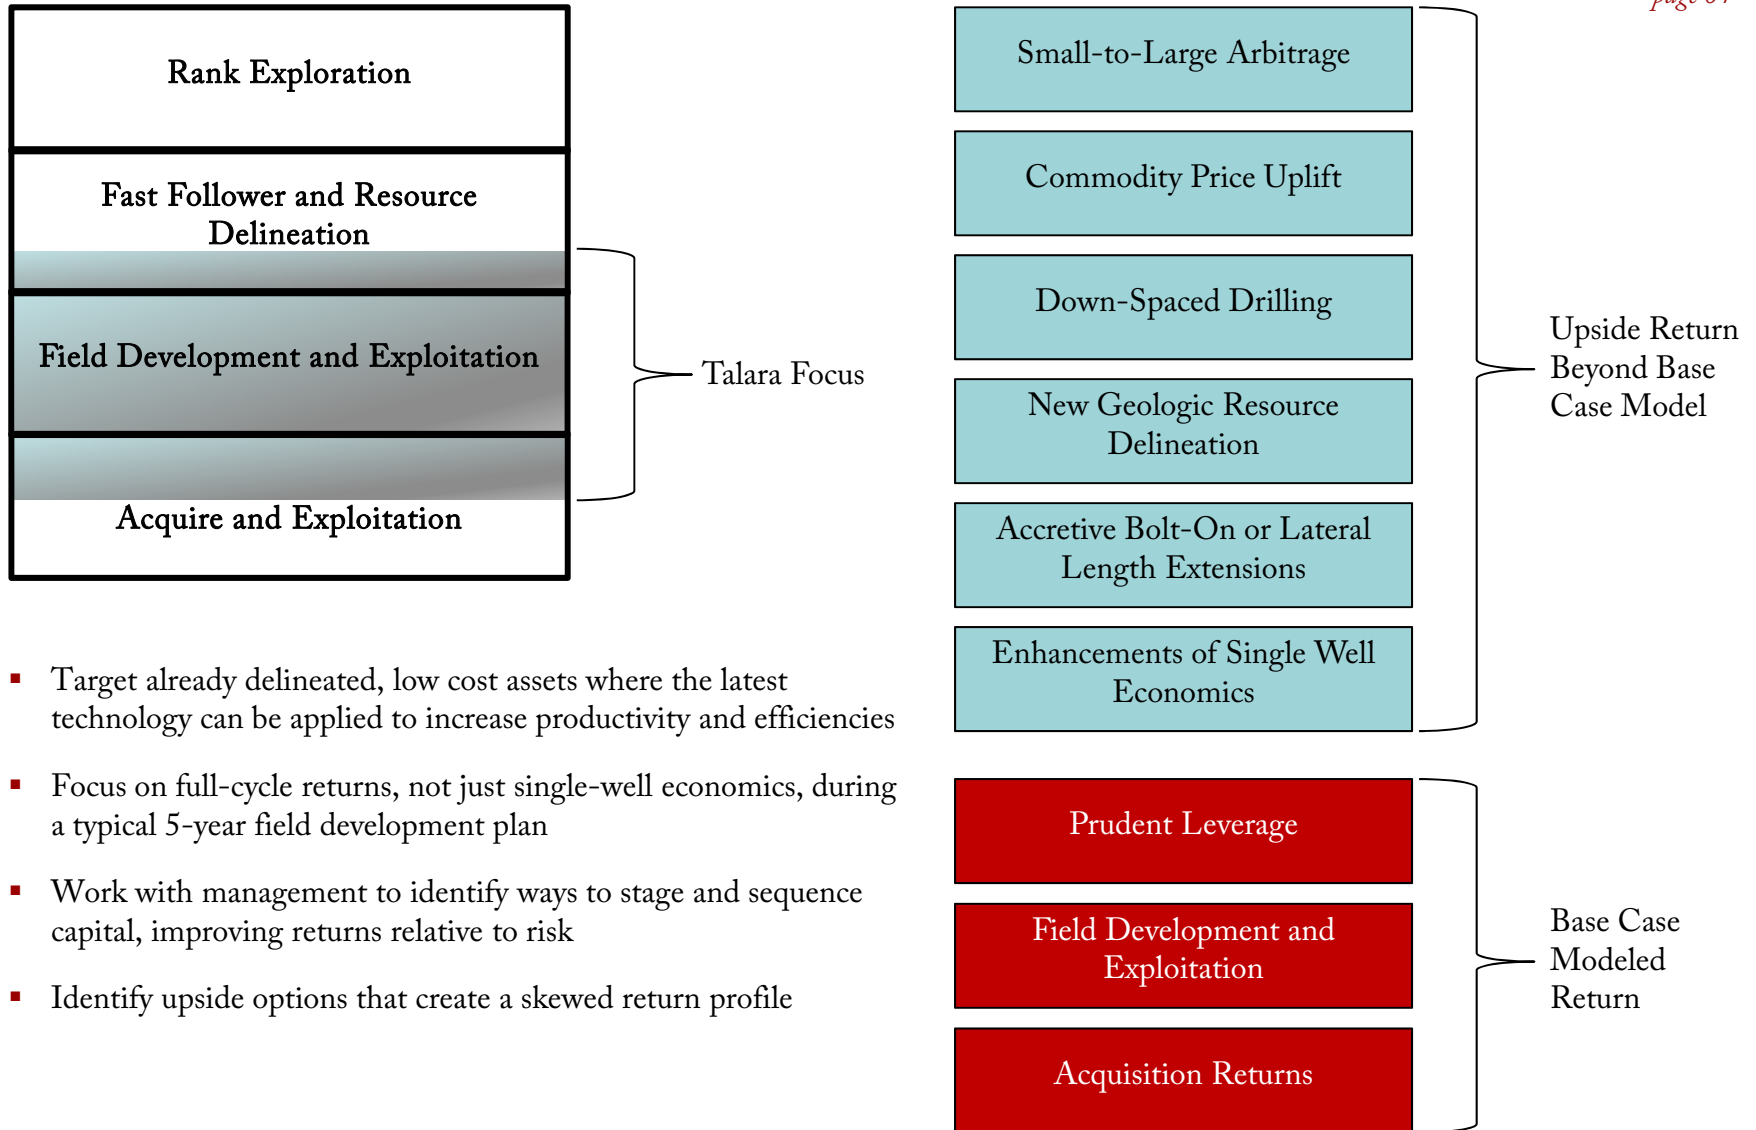 Rank Exploration
Fast Follower and Resource
Delineation
Field Development and Exploitation
Acquire and Exploitation
Talara Focus
▪ Target already delineated, low cost assets where the latest
technology can be applied to increase productivity and efficiencies
▪ Focus on full-cycle returns, not just single-well economics, during
a typical 5-year field development plan
▪ Work with management to identify ways to stage and sequence
capital, improving returns relative to risk
▪ Identify upside options that create a skewed return profile
page
Small-to-Large Arbitrage
Commodity Price Uplift
Down-Spaced Drilling
New Geologic Resource
Delineation
Accretive Bolt-On or Lateral
Length Extensions
Enhancements of Single Well
Economics
Upside Return
Beyond Base
Case Model
Prudent Leverage
Field Development and
Exploitation
Acquisition Returns
Base Case
Modeled
Return